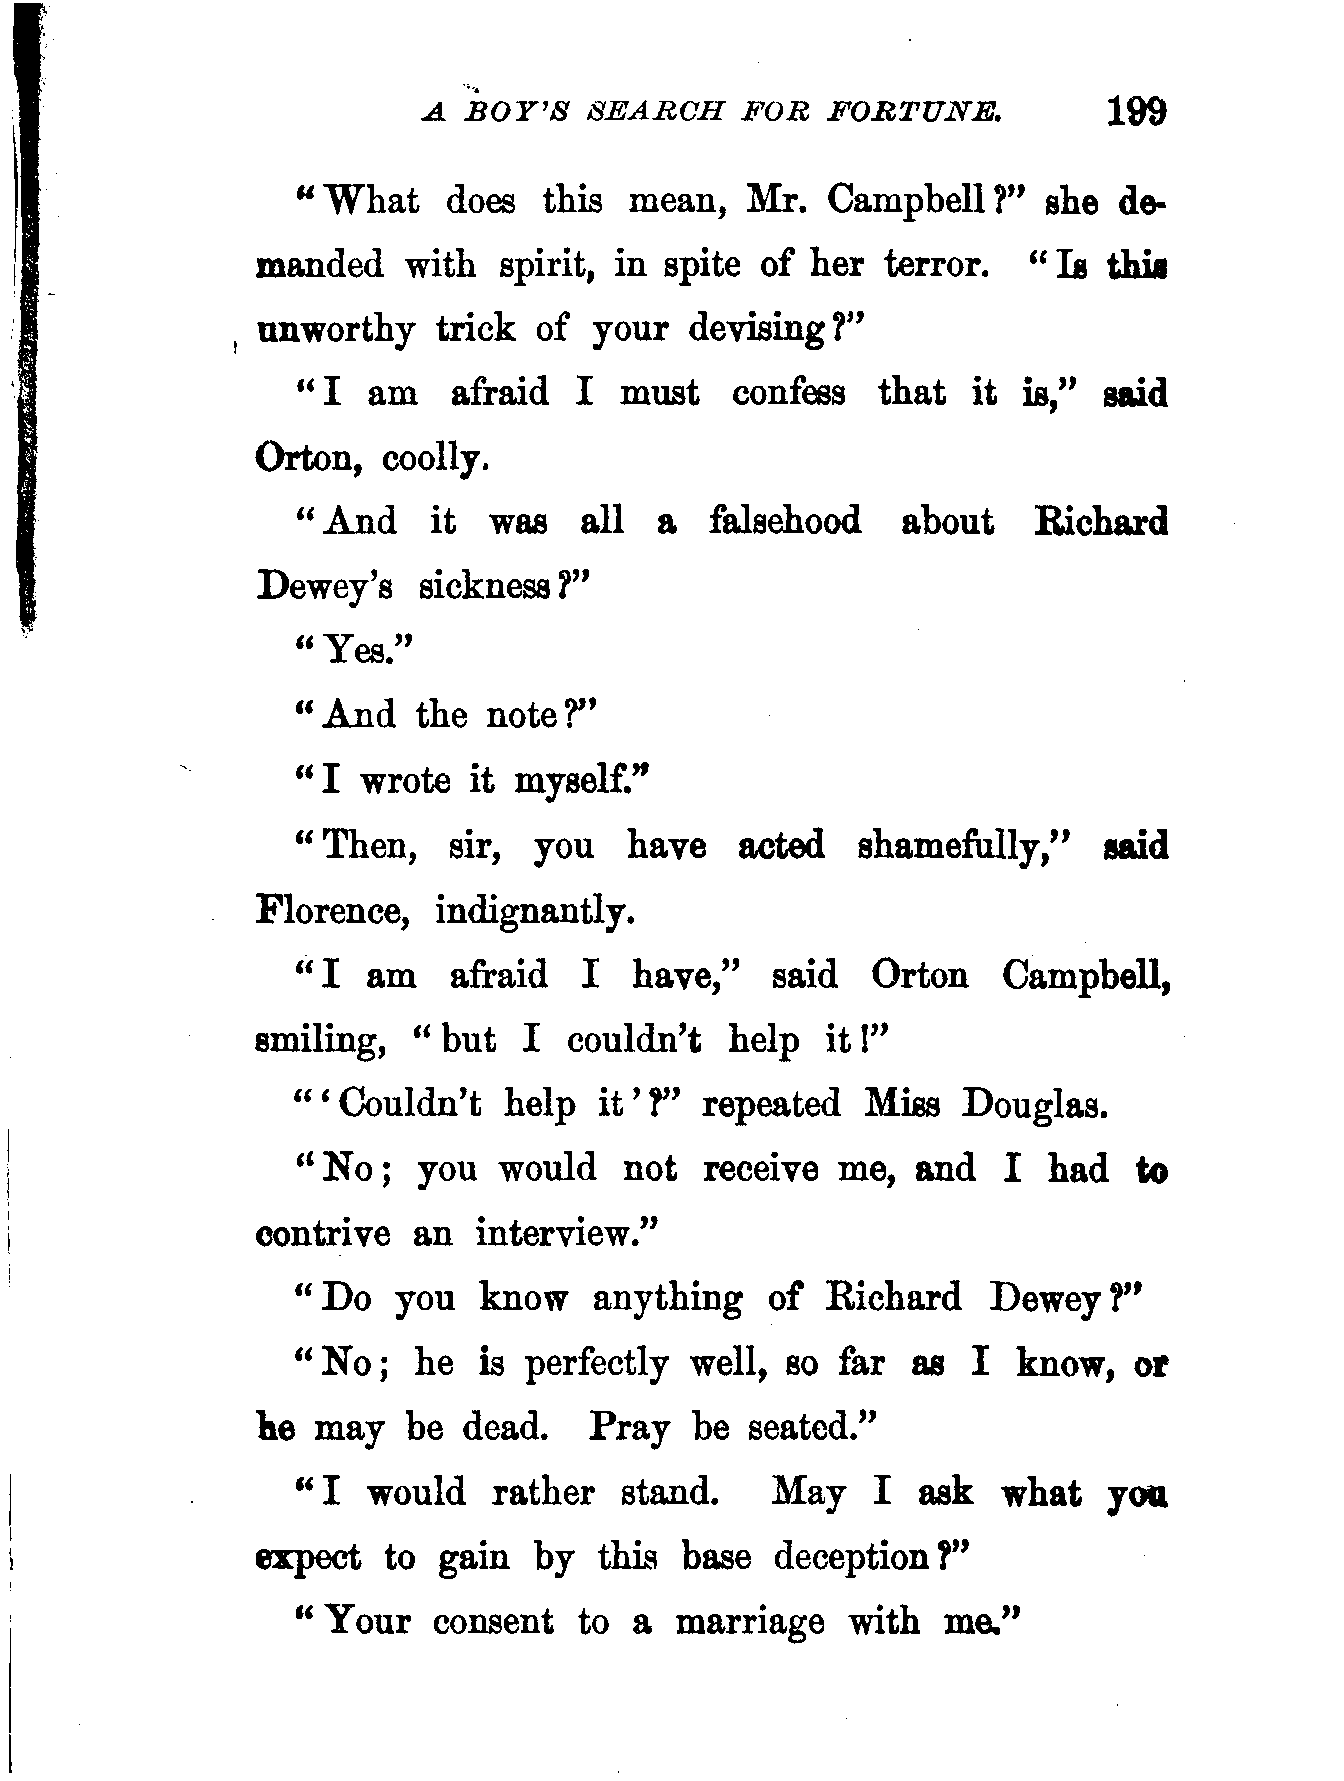 A BOY'S SEARCH FOR FORTUNE. 199
"What does this mean, Mr. Campbell?" she de-
manded with spirit, in spite of her terror. "Is this
unworthy trick of your devising?"
"I am afraid I must confess that it is," said
Orton, coolly.
"And it was all a falsehood about Richard
Dewey's sickness?"
"Yes."
"And the note?"
"I wrote it myself."
"Then, sir, you have acted shamefully," said
Florence, indignantly.
"I am afraid I have," said Orton Campbell,
smiling, "but I couldn't help it!"
"'Couldn't help it'?" repeated Miss Douglas.
"No; you would not receive me, and I had to
contrive an interview."
"Do you know anything of Richard Dewey?"
"No; he is perfectly well, so far as I know, or
he may be dead. Pray be seated."
"I would rather stand. May I ask what you
expect to gain by this base deception?"
"Your consent to a marriage with me."